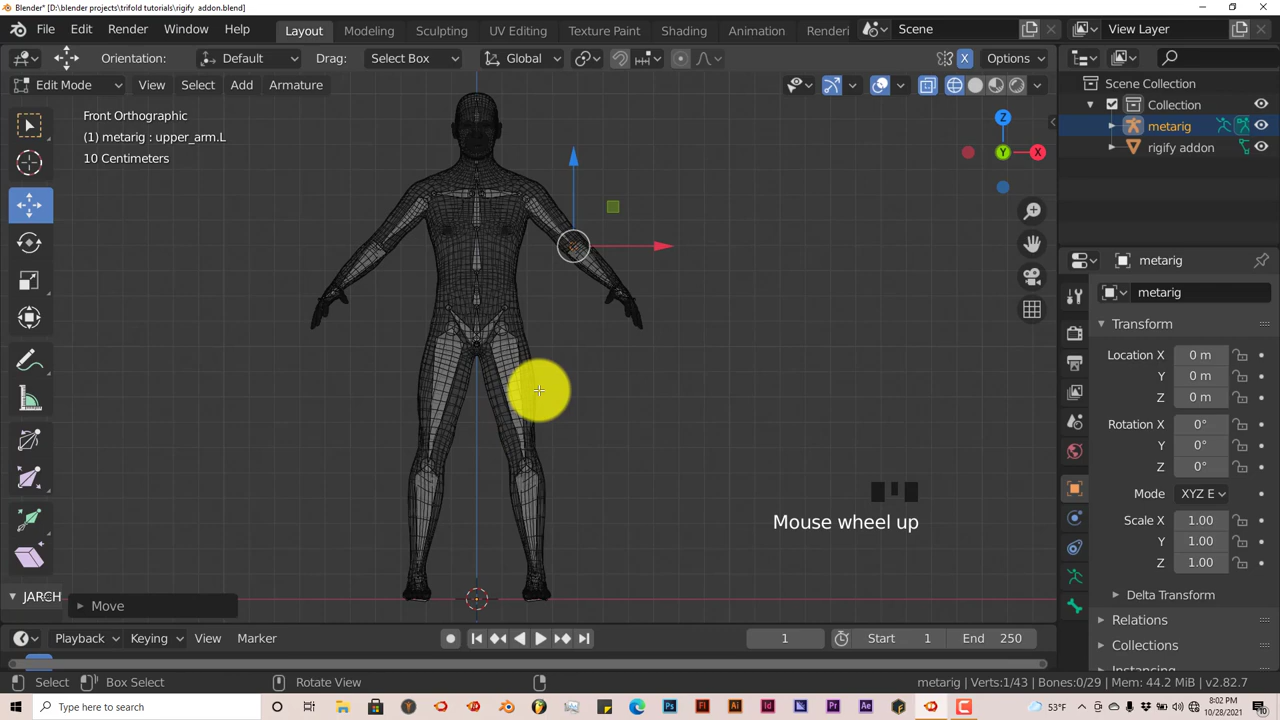 Blender* [D:\blender projects\trifold tutorials\rigify addon.blend]
File Edit Render Window Help Layout Modeling Sculpting UV Editing Texture Paint Shading Animation Renderi Scene View Layer
Orientation: Default Drag: Select Box Global X Options
Edit Mode View Select Add Armature
Scene Collection
Collection
metarig
rigify addon
Front Orthographic
(1) metarig : upper_arm.L
10 Centimeters
Z
Y
X
metarig
metarig
Transform
Location X 0 m
Y 0 m
Z 0 m
Rotation X 0°
Y 0°
Z 0°
Mode XYZ E
Scale X 1.00
Y 1.00
Z 1.00
Delta Transform
Relations
Collections
Instancing
Mouse wheel up
Move
Playback Keying View Marker 1 Start 1 End 250
Select Box Select Rotate View metarig | Verts:1/43 | Bones:0/29 | Mem: 44.2 MiB | v2.82.7
Type here to search 53°F 8:02 PM
10/28/2021